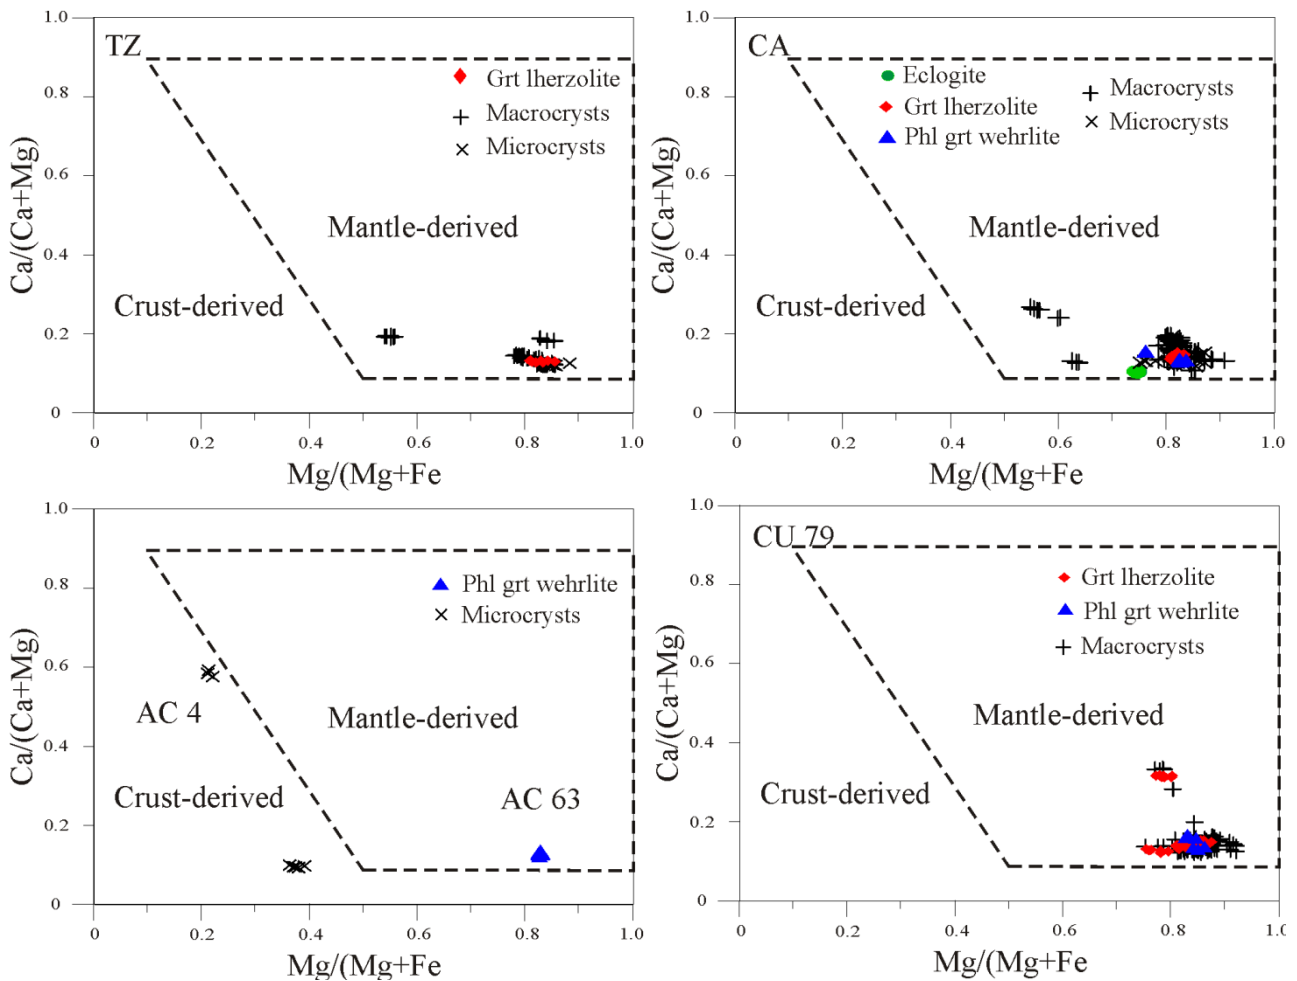 1.0
TZ
Grt lherzolite
Macrocrysts
Microcrysts
0.8
0.6
Mantle-derived
0.4
Crust-derived
0.2
0
0
0.2
0.4
0.6
0.8
1.0
Ca/(Ca+Mg)
Mg/(Mg+Fe
1.0
CA
Eclogite
Grt lherzolite
Phl grt wehrlite
Macrocrysts
Microcrysts
0.8
0.6
Mantle-derived
0.4
Crust-derived
0.2
0
0
0.2
0.4
0.6
0.8
1.0
Ca/(Ca+Mg)
Mg/(Mg+Fe
1.0
Phl grt wehrlite
Microcrysts
0.8
0.6
AC 4
Mantle-derived
0.4
Crust-derived
AC 63
0.2
0
0
0.2
0.4
0.6
0.8
1.0
Ca/(Ca+Mg)
Mg/(Mg+Fe
1.0
CU 79
Grt lherzolite
Phl grt wehrlite
Macrocrysts
0.8
0.6
Mantle-derived
0.4
Crust-derived
0.2
0
0
0.2
0.4
0.6
0.8
1.0
Ca/(Ca+Mg)
Mg/(Mg+Fe